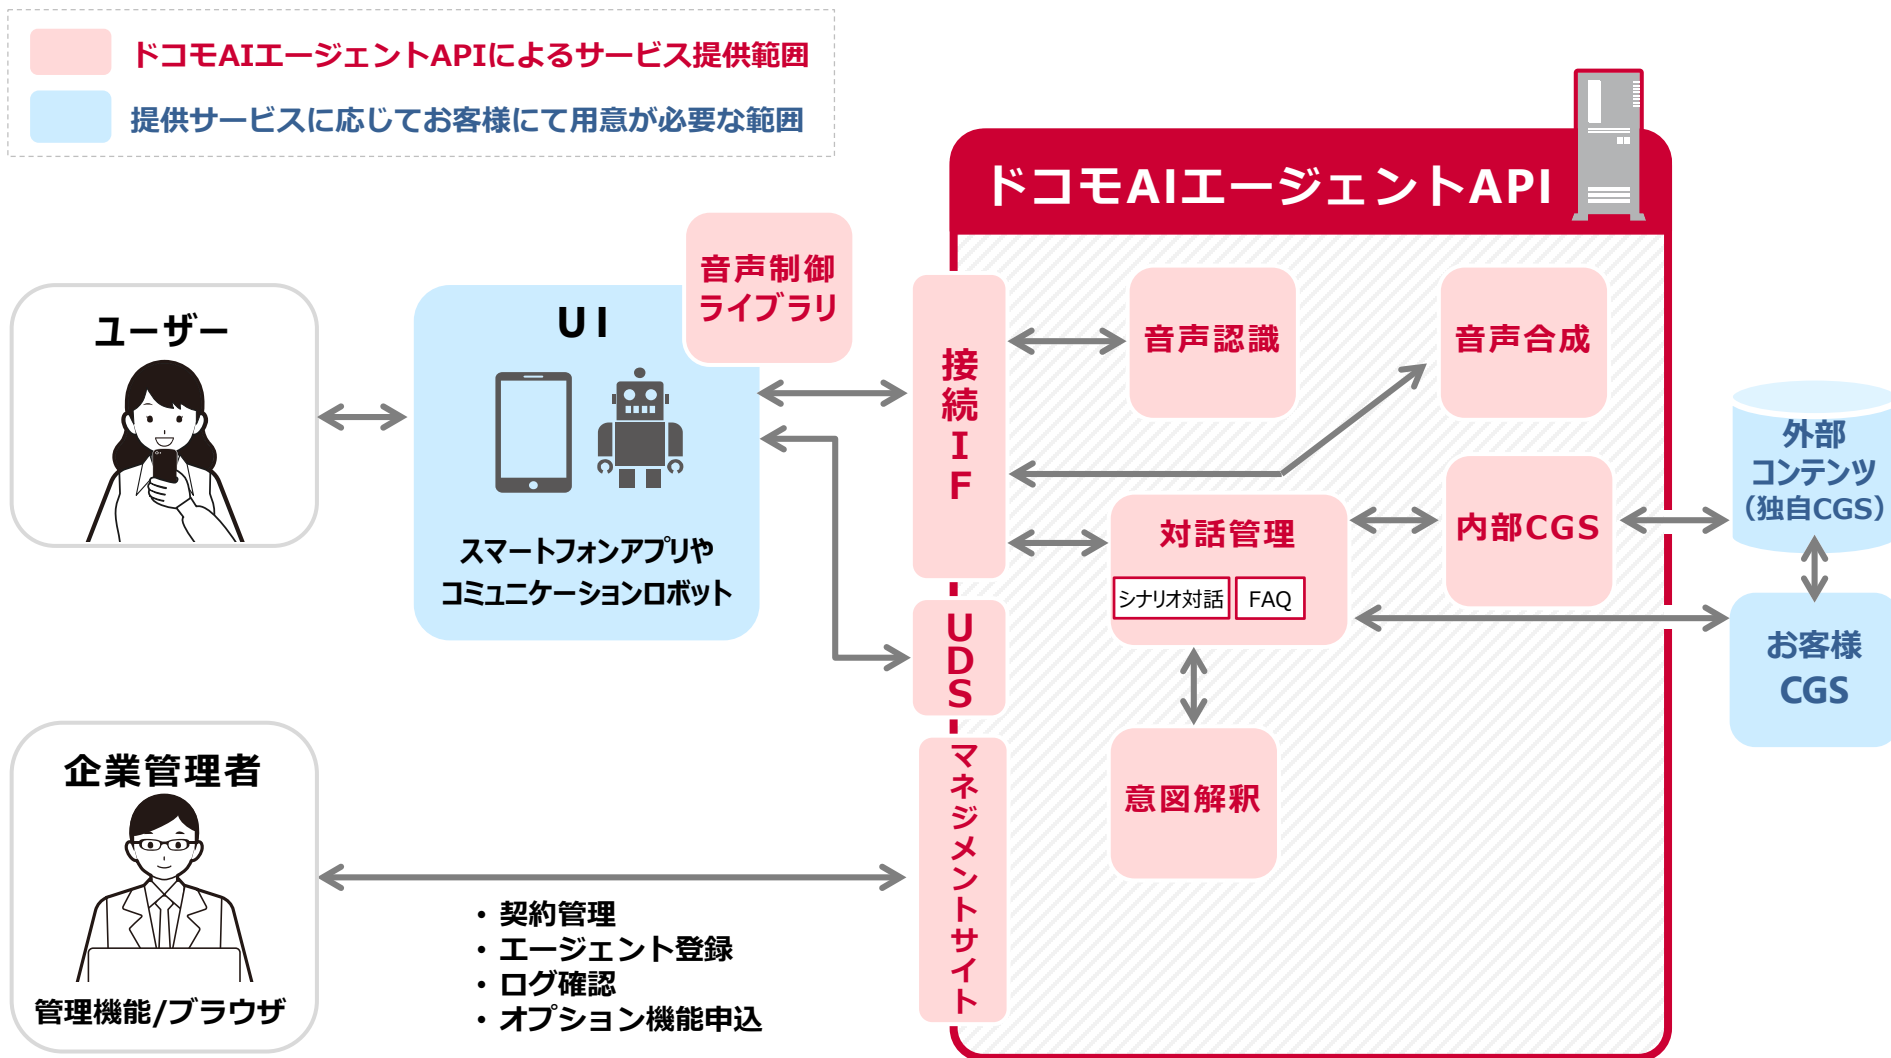 ドコモAIエージェントAPIによるサービス提供範囲
提供サービスに応じてお客様にて用意が必要な範囲
ドコモAIエージェントAPI
音声制御
ライブラリ
ユーザー
UI
スマートフォンアプリや
コミュニケーションロボット
接続IF
音声認識
音声合成
対話管理
シナリオ対話
FAQ
内部CGS
外部
コンテンツ
（独自CGS）
お客様
CGS
UDS
意図解釈
マネジメントサイト
企業管理者
管理機能/ブラウザ
・契約管理
・エージェント登録
・ログ確認
・オプション機能申込